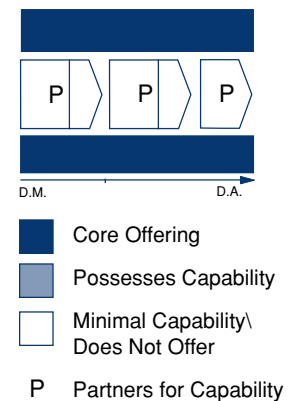 P P P
D.M. D.A.
Core Offering
Possesses Capability
Minimal Capability\
Does Not Offer
P Partners for Capability